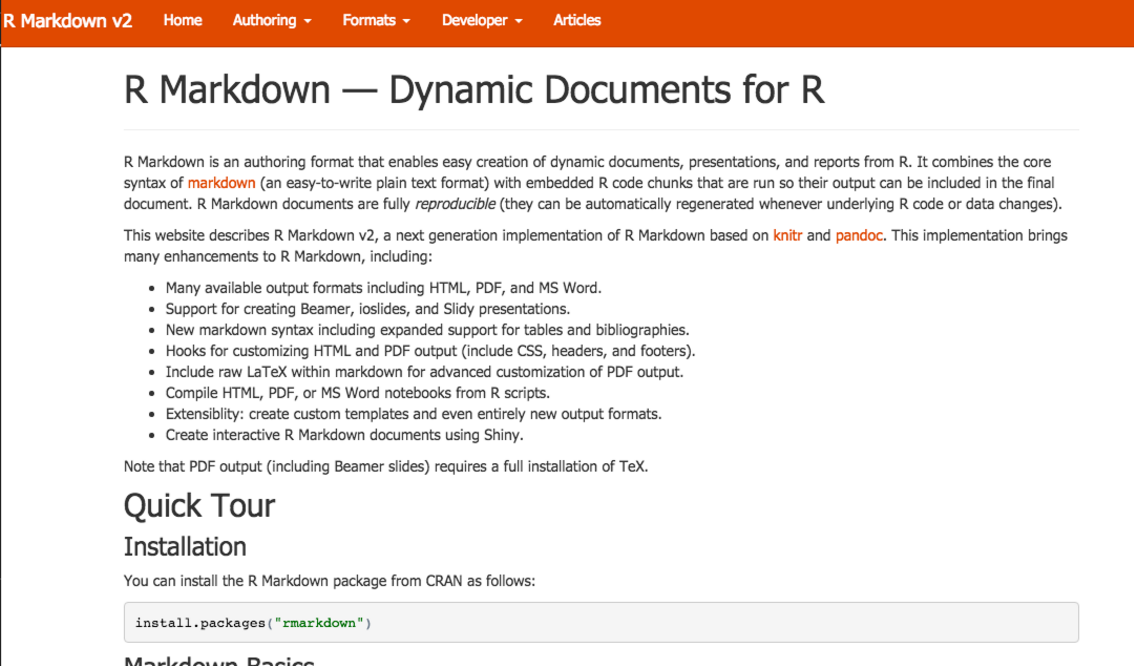 R Markdown v2 Home Authoring Formats Developer Articles
R Markdown — Dynamic Documents for R
R Markdown is an authoring format that enables easy creation of dynamic documents, presentations, and reports from R. It combines the core
syntax of markdown (an easy-to-write plain text format) with embedded R code chunks that are run so their output can be included in the final
document. R Markdown documents are fully reproducible (they can be automatically regenerated whenever underlying R code or data changes).
This website describes R Markdown v2, a next generation implementation of R Markdown based on knitr and pandoc. This implementation brings
many enhancements to R Markdown, including:
• Many available output formats including HTML, PDF, and MS Word.
• Support for creating Beamer, ioslides, and Slidy presentations.
• New markdown syntax including expanded support for tables and bibliographies.
• Hooks for customizing HTML and PDF output (include CSS, headers, and footers).
• Include raw LaTeX within markdown for advanced customization of PDF output.
• Compile HTML, PDF, or MS Word notebooks from R scripts.
• Extensiblity: create custom templates and even entirely new output formats.
• Create interactive R Markdown documents using Shiny.
Note that PDF output (including Beamer slides) requires a full installation of TeX.
Quick Tour
Installation
You can install the R Markdown package from CRAN as follows:
install.packages("rmarkdown")
Markdown Basics